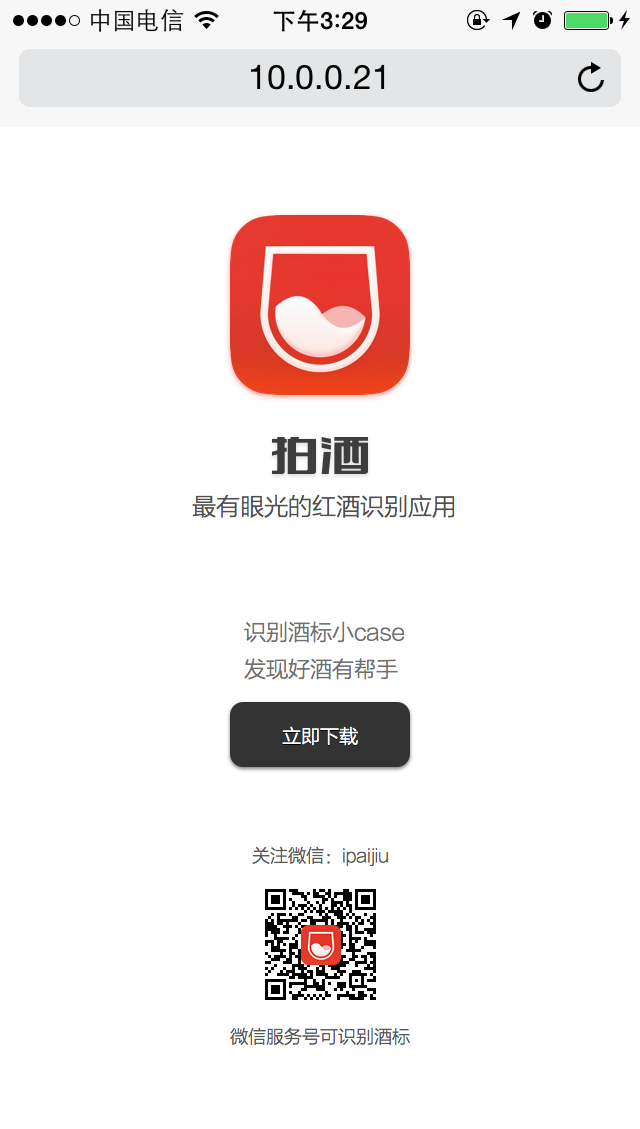 中国电信
下午3:29
10.0.0.21
拍酒
最有眼光的红酒识别应用
识别酒标小case
发现好酒有帮手
立即下载
关注微信：ipaijiu
微信服务号可识别酒标